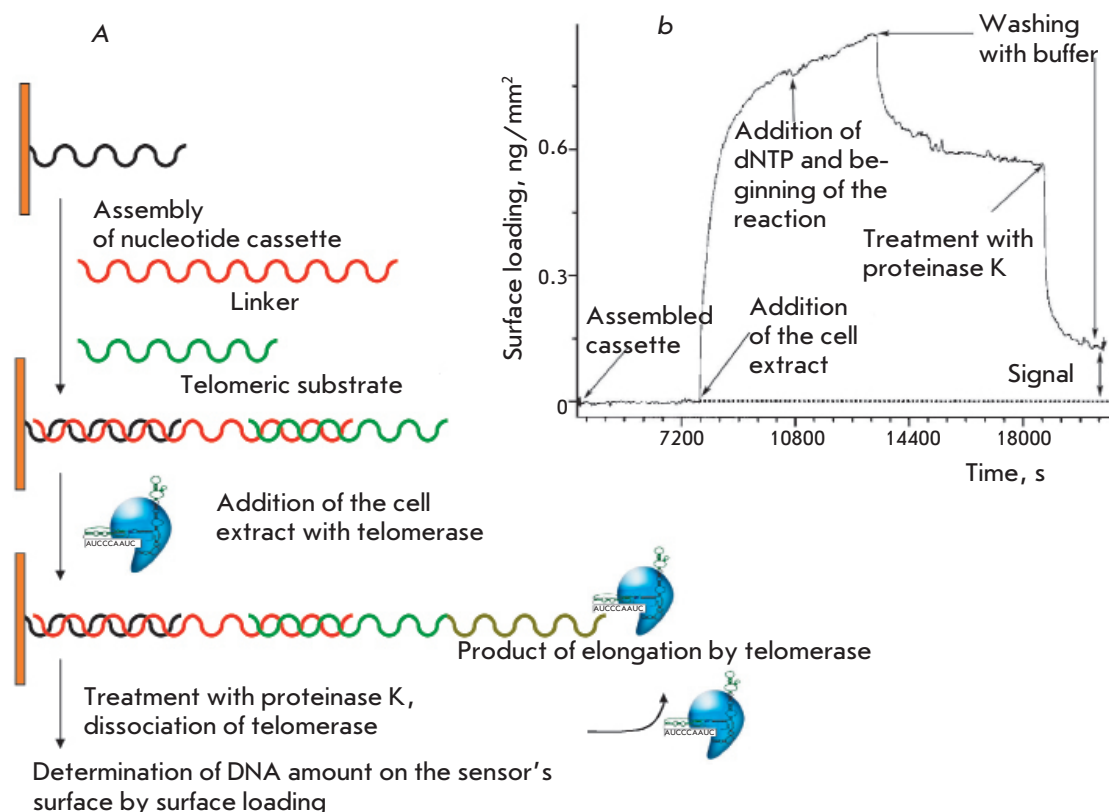 A
Assembly
of nucleotide cassette
Linker
Telomeric substrate
Addition of the cell
extract with telomerase
AUCCCAAUC
AUCCCAAUC
Product of elongation by telomerase
Treatment with proteinase K,
dissociation of telomerase
AUCCCAAUC
Determination of DNA amount on the sensor's
surface by surface loading
b
Surface loading, ng/mm²
0.6
0.3
0
Washing
with buffer
Addition of
dNTP and be-
ginning of the
reaction
Treatment with
proteinase K
Assembled
cassette
Addition
of the cell
extract
Signal
7200
10800
14400
18000
Time, s